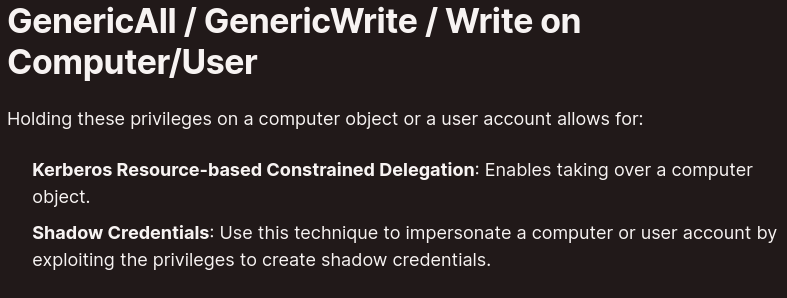 GenericAll / GenericWrite / Write on
Computer/User
Holding these privileges on a computer object or a user account allows for:
Kerberos Resource-based Constrained Delegation: Enables taking over a computer
object.
Shadow Credentials: Use this technique to impersonate a computer or user account by
exploiting the privileges to create shadow credentials.